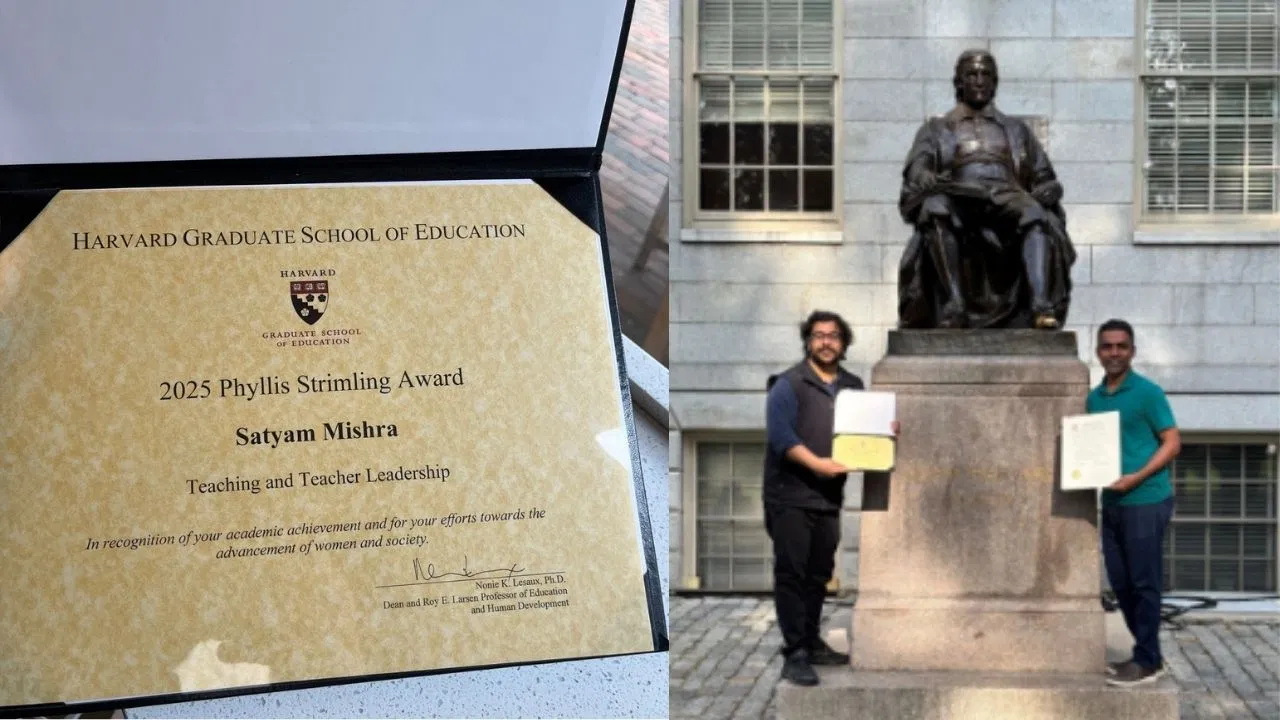 HARVARD GRADUATE SCHOOL OF EDUCATION
HARVARD
GRADUATE SCHOOL
OF EDUCATION
2025 Phyllis Strimling Award
Satyam Mishra
Teaching and Teacher Leadership
In recognition of your academic achievement and for your efforts towards the
advancement of women and society.
Nonie K. Lesaux, Ph.D.
Dean and Roy E. Larsen Professor of Education
and Human Development